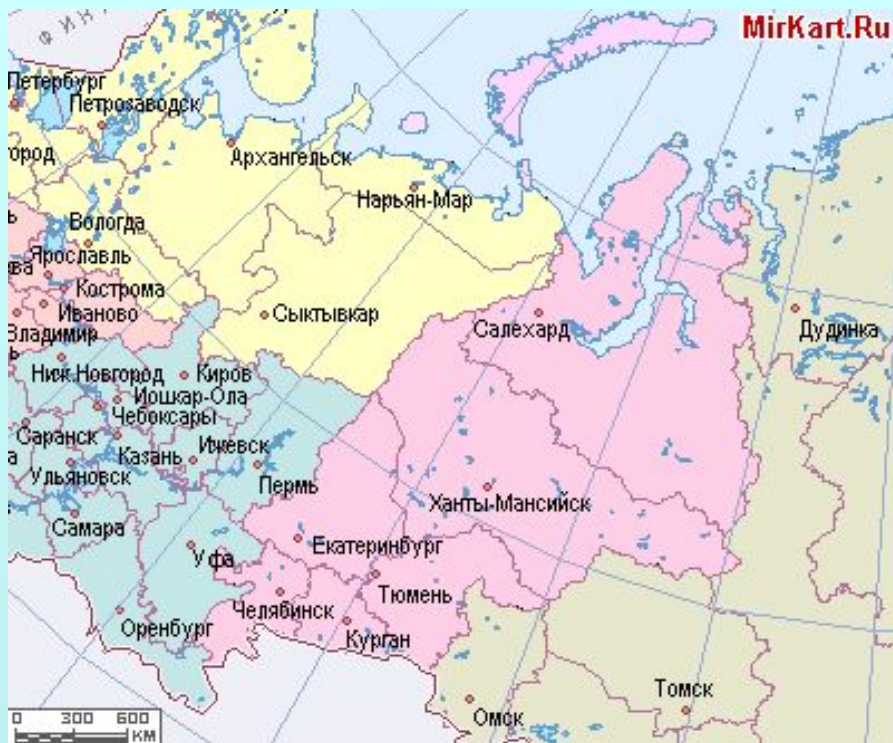 MirKart.Ru
Петербург
Петрозаводск
город
Архангельск
Нарьян-Мар
Вологда
Ярославль
ва
Кострома
Иваново
Владимир
Сыктывкар
Салехард
Дудинка
Ниж.Новгород
Киров
Йошкар-Ола
Чебоксары
Саранск
Казань
Ижевск
Ульяновск
Пермь
Ханты-Мансийск
Самара
Уфа
Екатеринбург
Оренбург
Челябинск
Тюмень
Курган
Омск
Томск
0 300 600
КМ